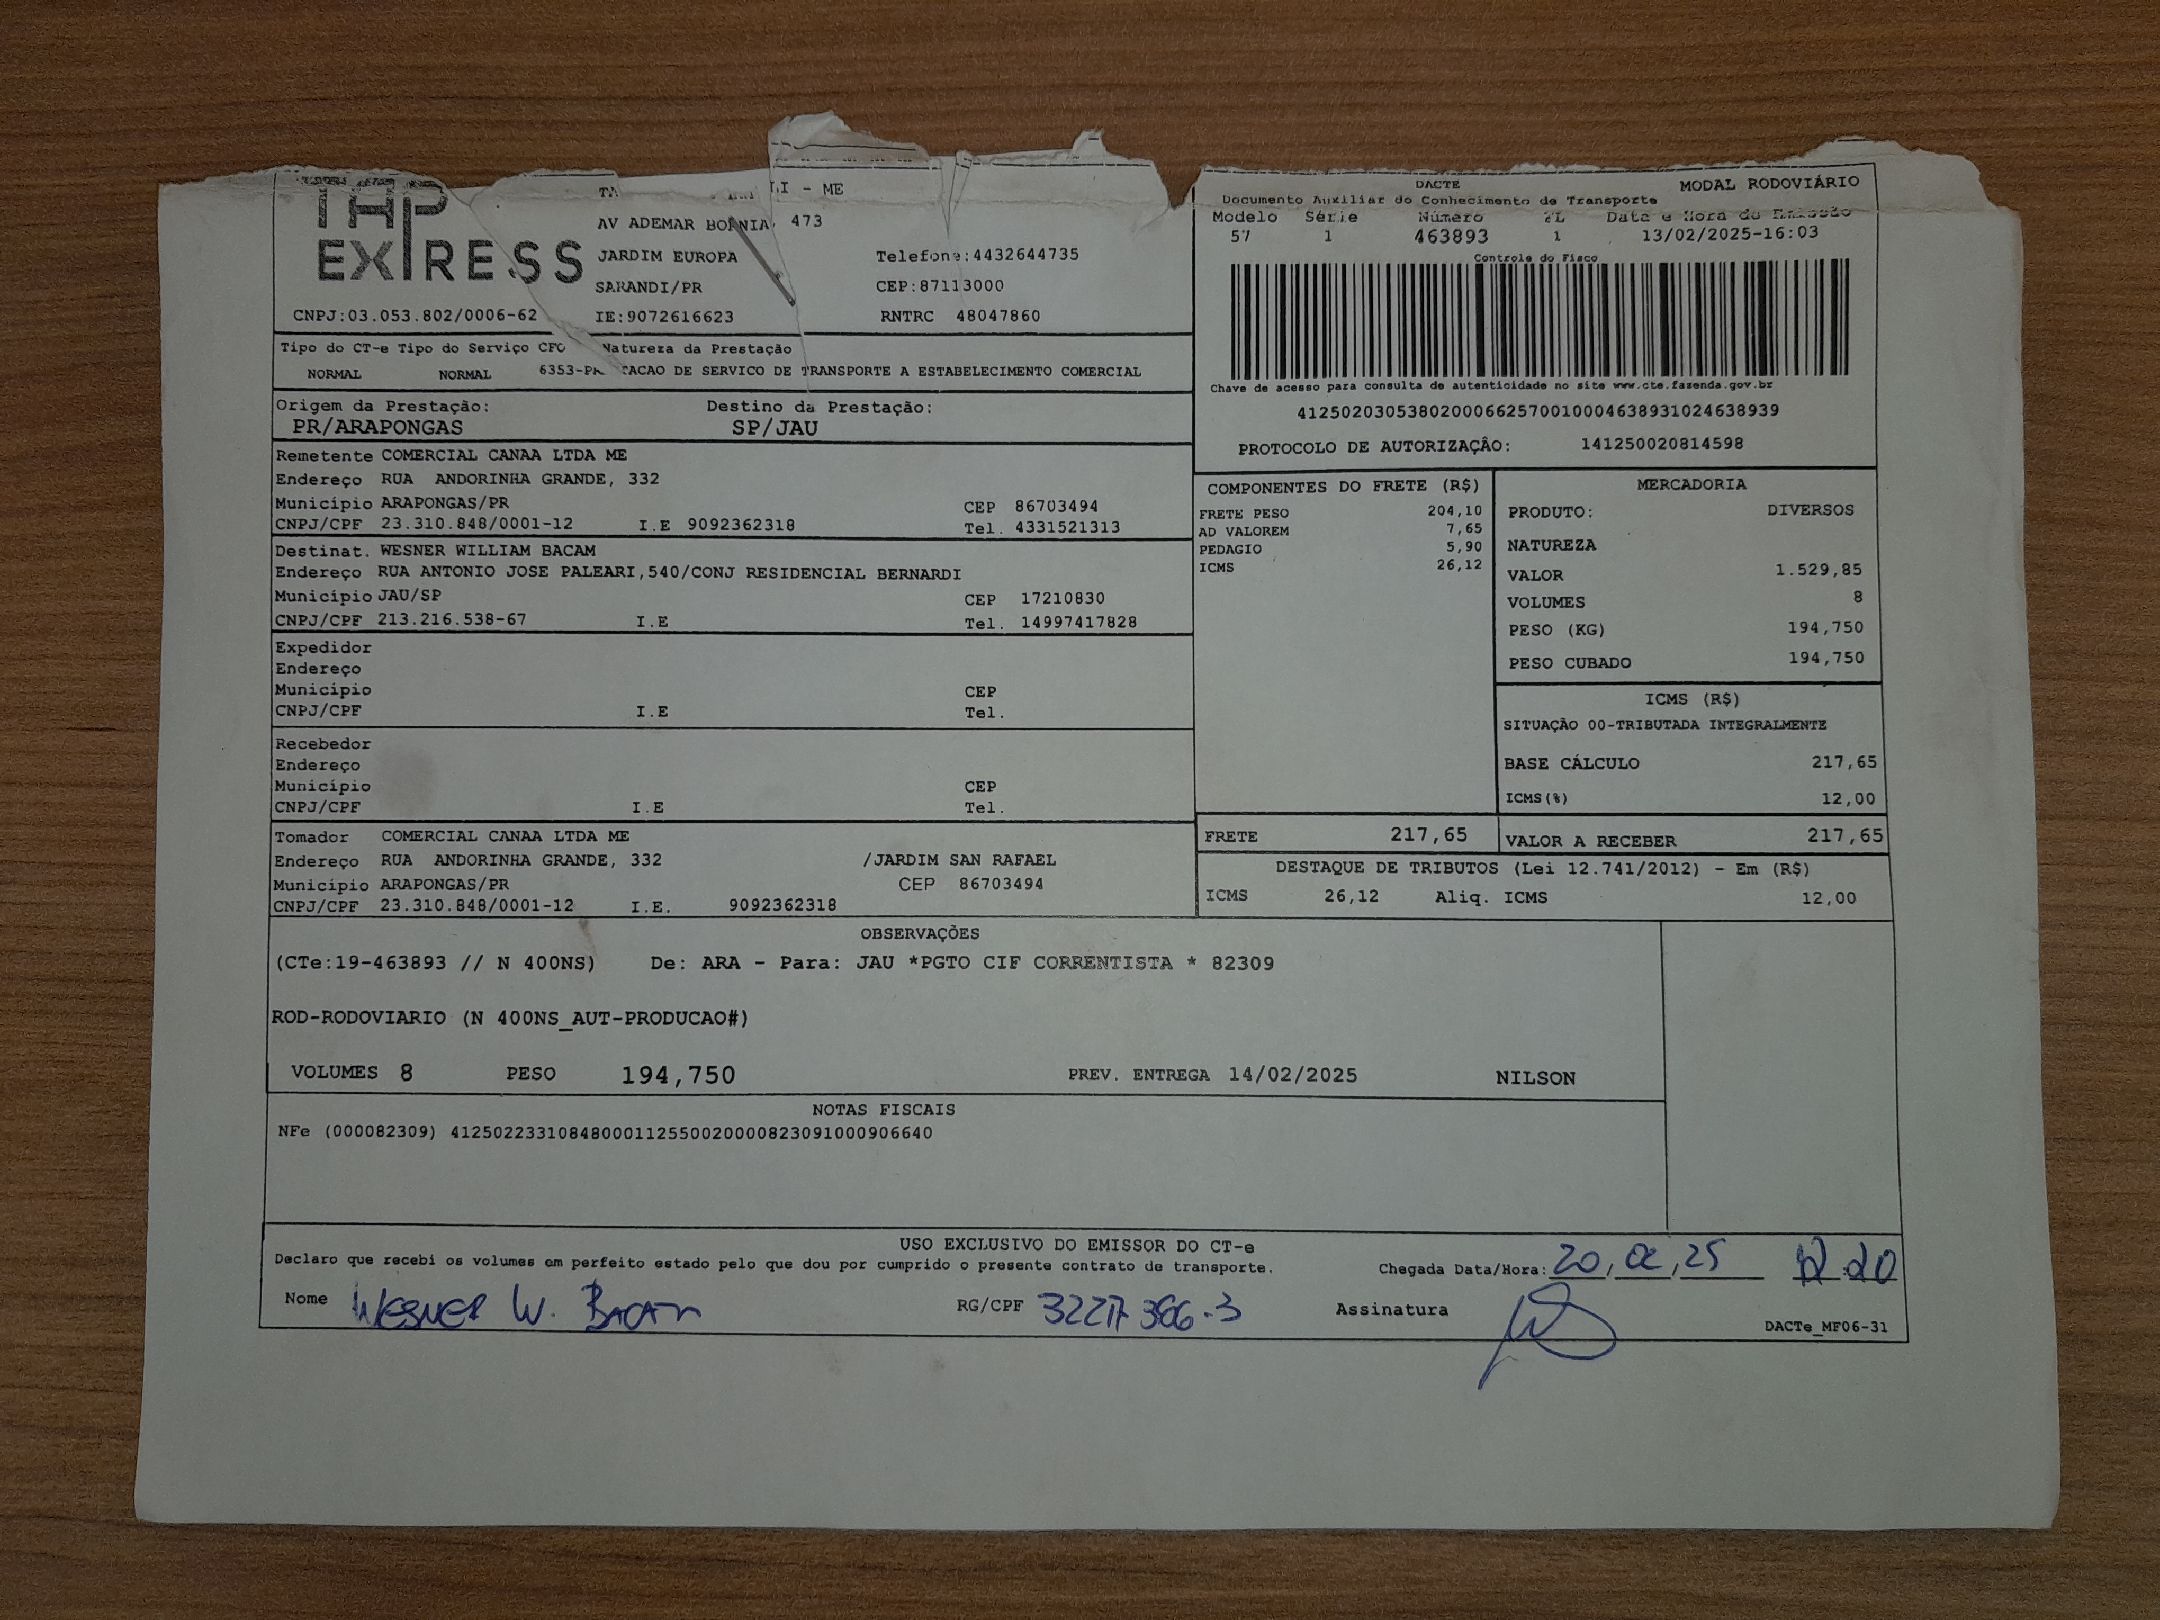 TAP
EXPRESS
LI - ME
AV ADEMAR BORNIA, 473
JARDIM EUROPA Telefone:4432644735
SARANDI/PR CEP:87113000
CNPJ:03.053.802/0006-62 IE:9072616623 RNTRC 48047860
Tipo do CT-e Tipo do Serviço CFO Natureza da Prestação
NORMAL NORMAL 6353-PR TACAO DE SERVICO DE TRANSPORTE A ESTABELECIMENTO COMERCIAL
DACTE MODAL RODOVIÁRIO
Documento Auxiliar do Conhecimento de Transporte
Modelo Série Número FL Data e Hora de Emissão
57 1 463893 1 13/02/2025-16:03
Controle do Fisco
Chave de acesso para consulta de autenticidade no site www.cte.fazenda.gov.br
41250203053802000662570010004638931024638939
PROTOCOLO DE AUTORIZAÇÂO: 141250020814598
Origem da Prestação: Destino da Prestação:
PR/ARAPONGAS SP/JAU
Remetente COMERCIAL CANAA LTDA ME
Endereço RUA ANDORINHA GRANDE, 332
Município ARAPONGAS/PR CEP 86703494
CNPJ/CPF 23.310.848/0001-12 I.E 9092362318 Tel. 4331521313
Destinat. WESNER WILLIAM BACAM
Endereço RUA ANTONIO JOSE PALEARI,540/CONJ RESIDENCIAL BERNARDI
Município JAU/SP CEP 17210830
CNPJ/CPF 213.216.538-67 I.E Tel. 14997417828
Expedidor
Endereço
Município CEP
CNPJ/CPF I.E Tel.
Recebedor
Endereço
Município CEP
CNPJ/CPF I.E Tel.
Tomador COMERCIAL CANAA LTDA ME
Endereço RUA ANDORINHA GRANDE, 332 /JARDIM SAN RAFAEL
Município ARAPONGAS/PR CEP 86703494
CNPJ/CPF 23.310.848/0001-12 I.E. 9092362318
COMPONENTES DO FRETE (R$)
FRETE PESO 204,10
AD VALOREM 7,65
PEDAGIO 5,90
ICMS 26,12
MERCADORIA
PRODUTO: DIVERSOS
NATUREZA
VALOR 1.529,85
VOLUMES 8
PESO (KG) 194,750
PESO CUBADO 194,750
ICMS (R$)
SITUAÇÃO 00-TRIBUTADA INTEGRALMENTE
BASE CÁLCULO 217,65
ICMS(%) 12,00
FRETE 217,65 VALOR A RECEBER 217,65
DESTAQUE DE TRIBUTOS (Lei 12.741/2012) - Em (R$)
ICMS 26,12 Aliq. ICMS 12,00
OBSERVAÇÕES
(CTe:19-463893 // N 400NS) De: ARA - Para: JAU *PGTO CIF CORRENTISTA * 82309
ROD-RODOVIARIO (N 400NS_AUT-PRODUCAO#)
VOLUMES 8 PESO 194,750 PREV. ENTREGA 14/02/2025 NILSON
NOTAS FISCAIS
NFe (000082309) 41250223310848000112550020000823091000906640
USO EXCLUSIVO DO EMISSOR DO CT-e
Declaro que recebi os volumes em perfeito estado pelo que dou por cumprido o presente contrato de transporte. Chegada Data/Hora: 20, 02, 25 12 20
Nome WESNER W. BACAM RG/CPF Assinatura
DACTe_MF06-31